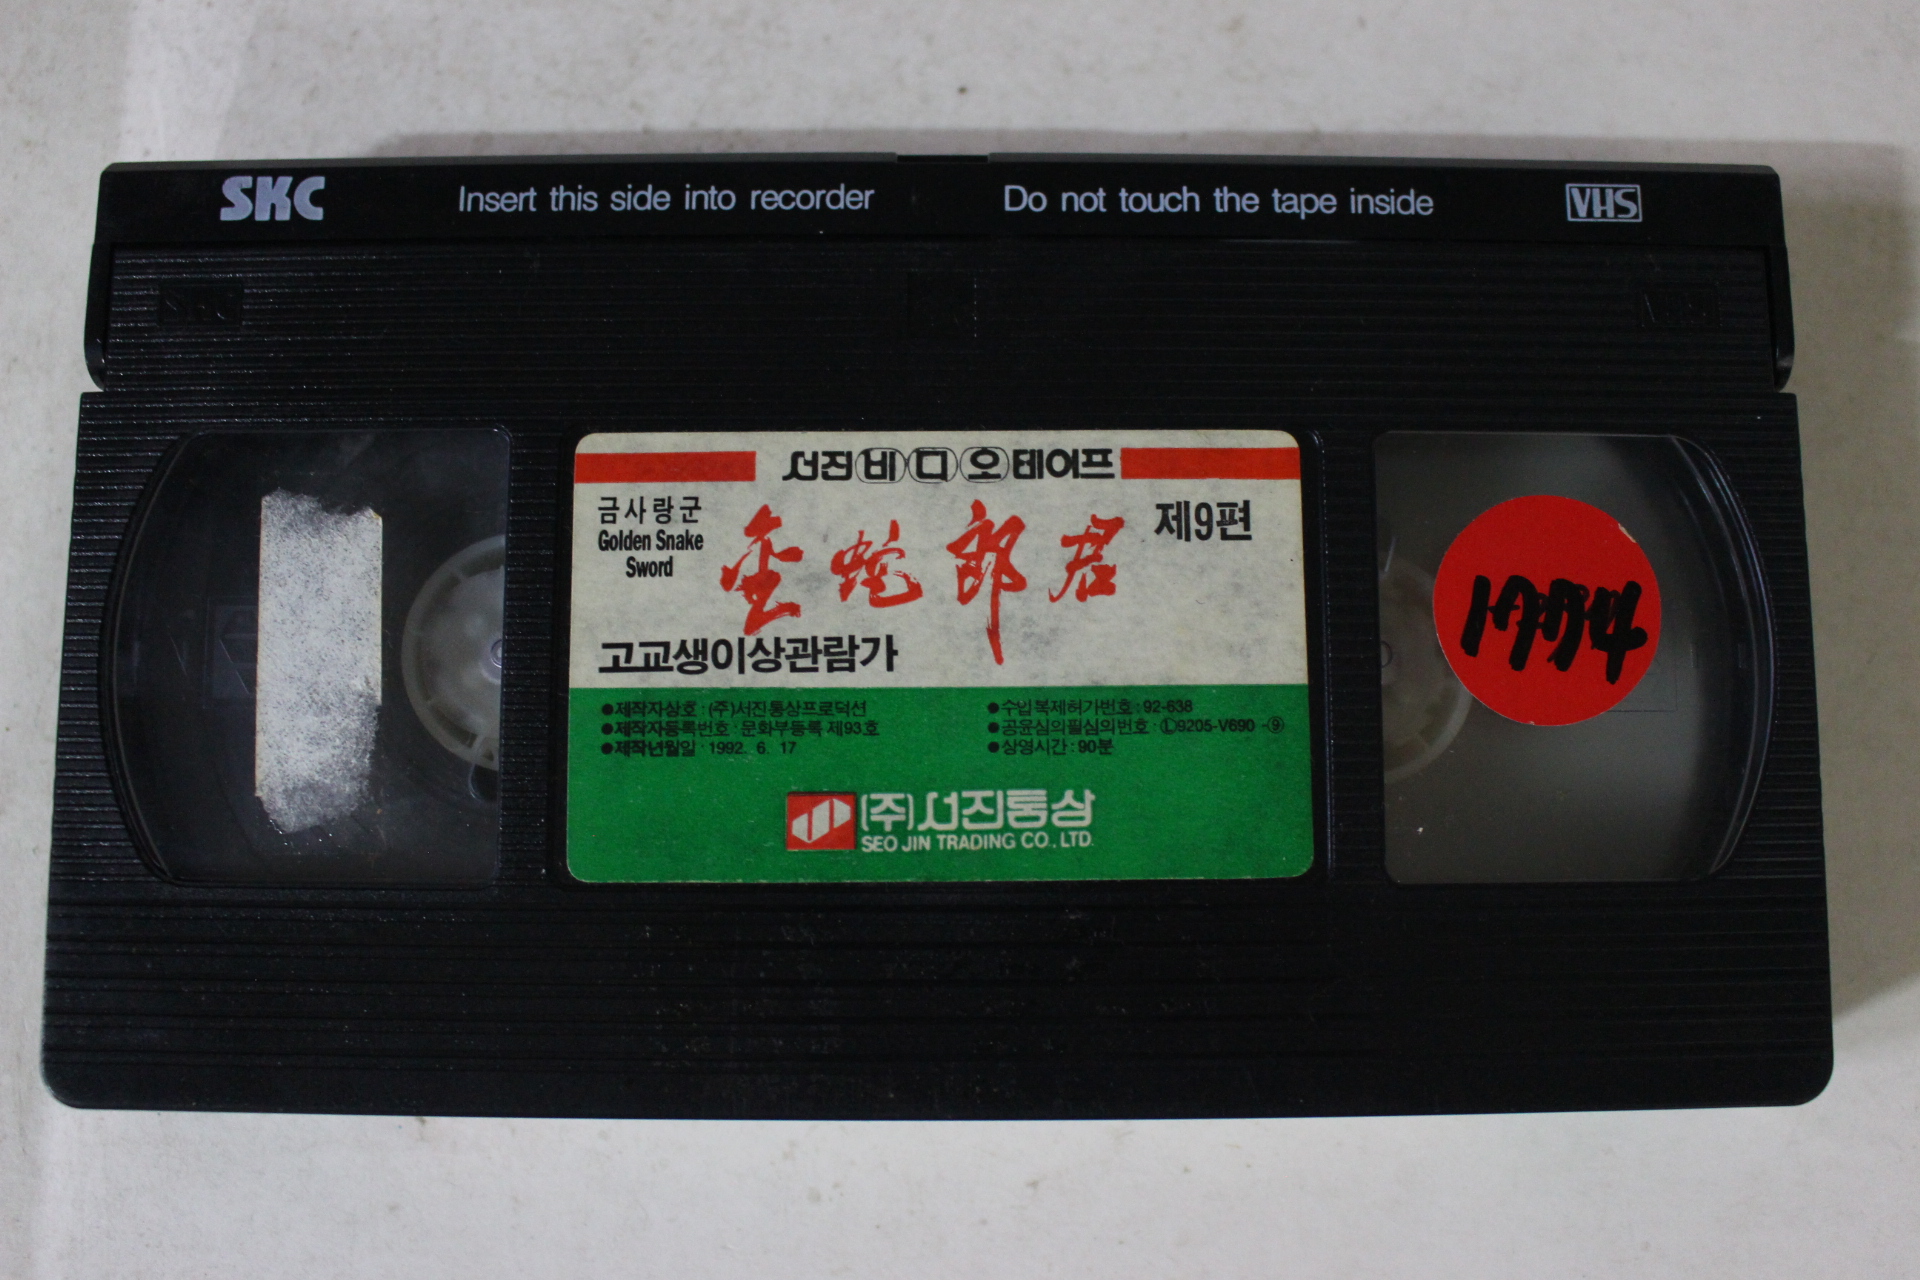 SKC Insert this side into recorder Do not touch the tape inside VHS
서진비디오테이프
금사랑군
Golden Snake
Sword
金蛇郎君
제9편
고교생이상관람가
●제작자상호 : (주)서진통상프로덕션
●제작자등록번호 : 문화부등록 제93호
●제작년월일 : 1992. 6. 17
●수입복제허가번호 : 92-638
●공윤심의필심의번호 : Ⓛ9205-V690 -⑨
●상영시간 : 90분
(주)서진통상
SEO JIN TRADING CO., LTD.